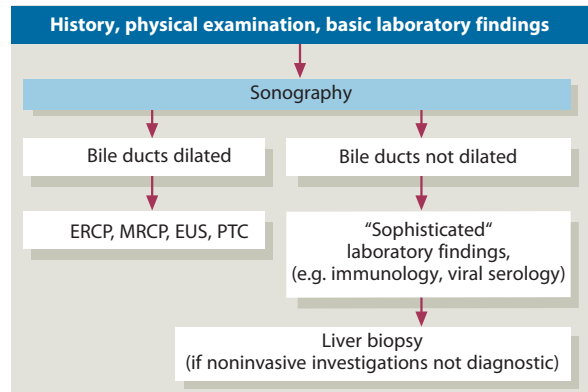 History, physical examination, basic laboratory findings
Sonography
Bile ducts dilated
Bile ducts not dilated
ERCP, MRCP, EUS, PTC
“Sophisticated“
laboratory findings,
(e.g. immunology, viral serology)
Liver biopsy
(if noninvasive investigations not diagnostic)